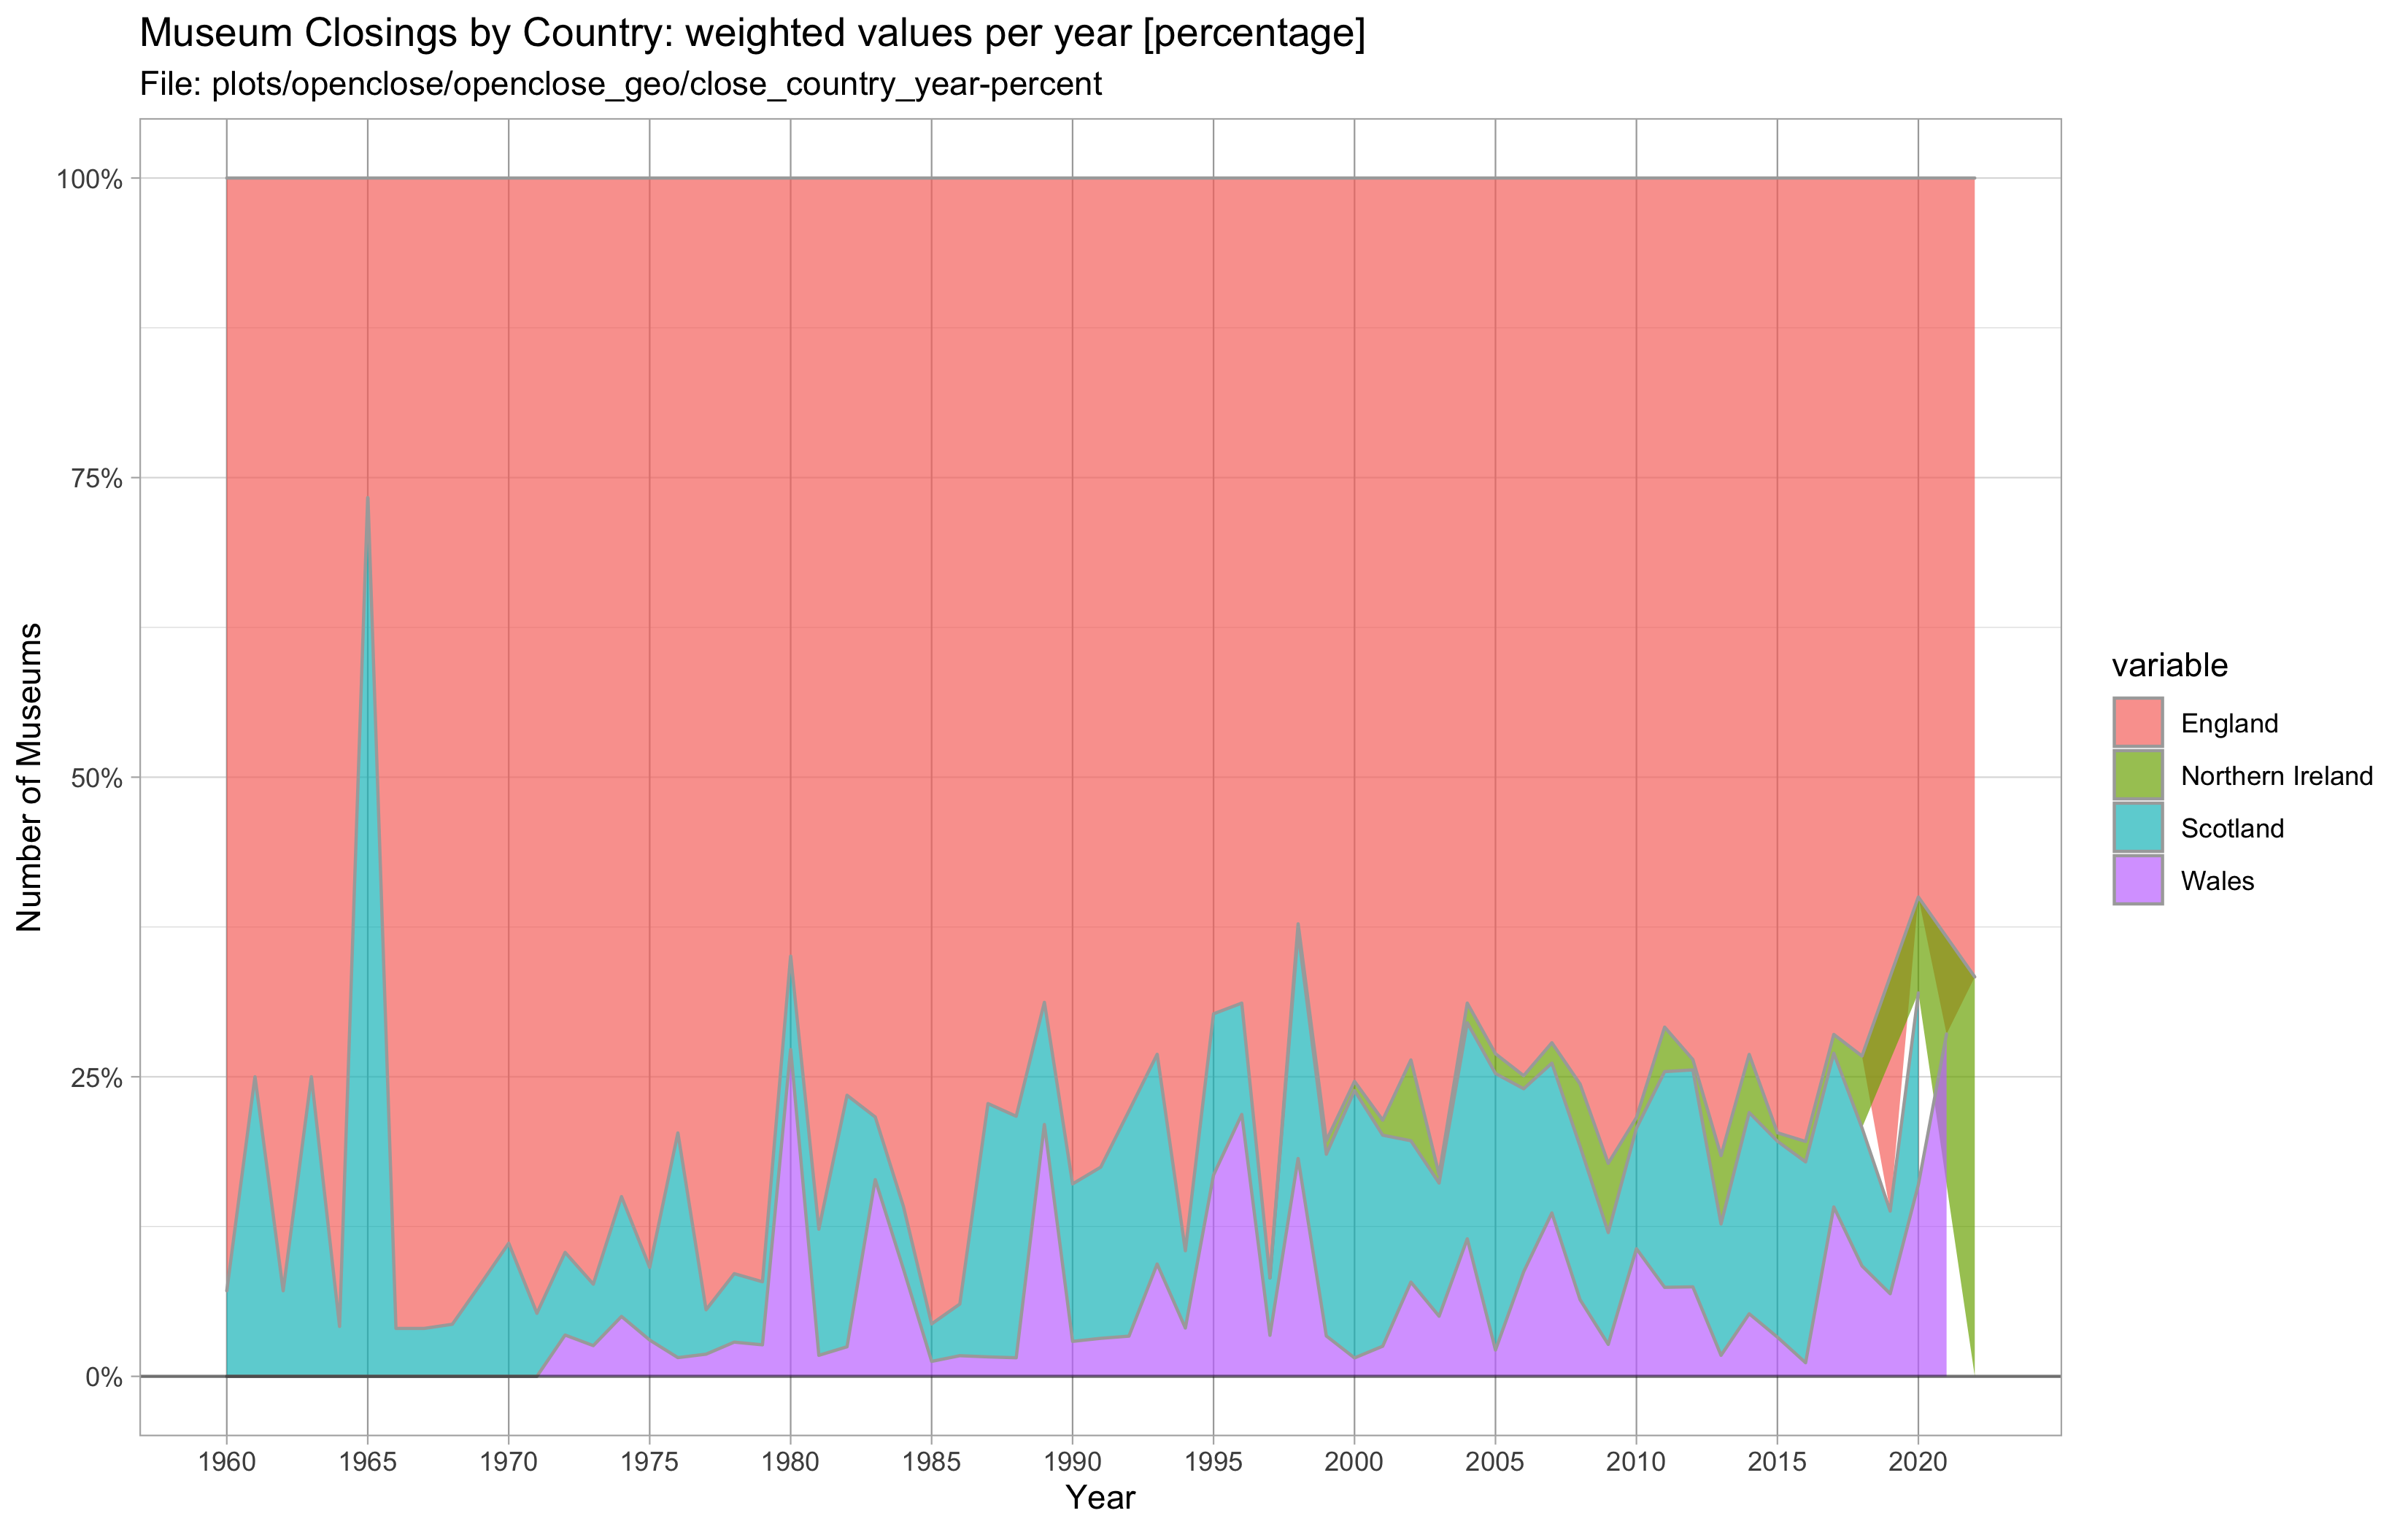 Museum Closings by Country: weighted values per year [percentage]
File: plots/openclose/openclose_geo/close_country_year-percent
100%
75%
50%
25%
0%
Number of Museums
1960 1965 1970 1975 1980 1985 1990 1995 2000 2005 2010 2015 2020
Year
variable
England
Northern Ireland
Scotland
Wales